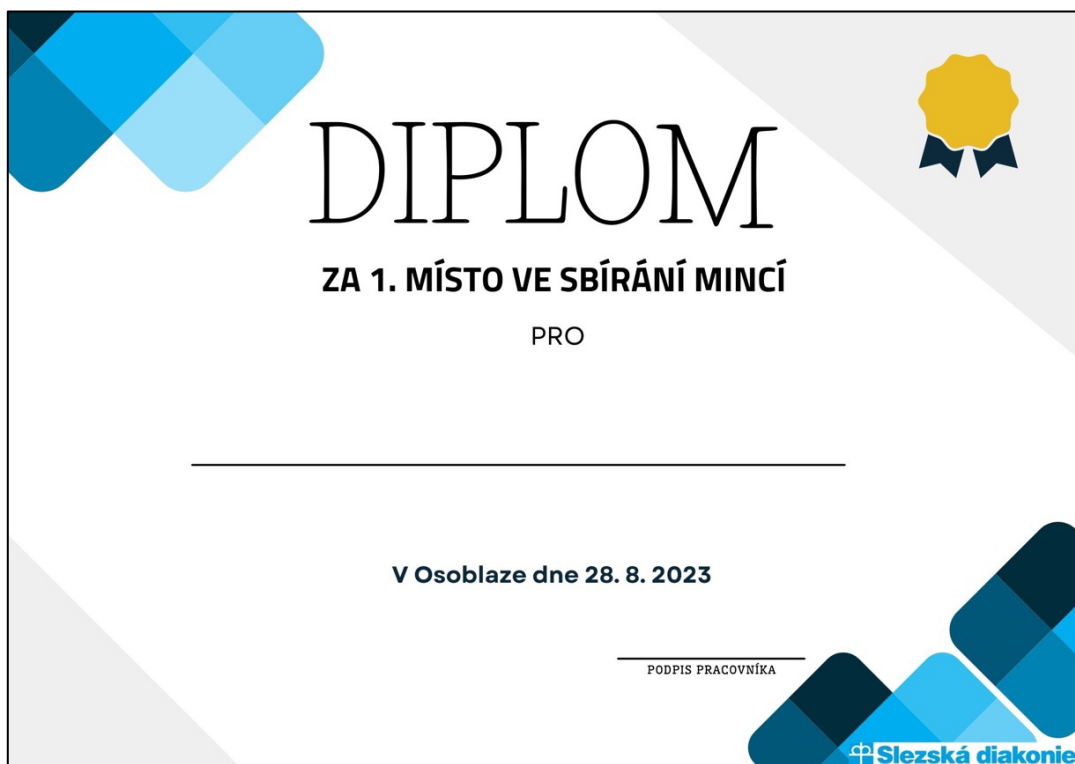 DIPLOM
ZA 1. MÍSTO VE SBÍRÁNÍ MINCÍ
PRO
V Osoblaze dne 28. 8. 2023
PODPIS PRACOVNÍKA
Slezská diakonie